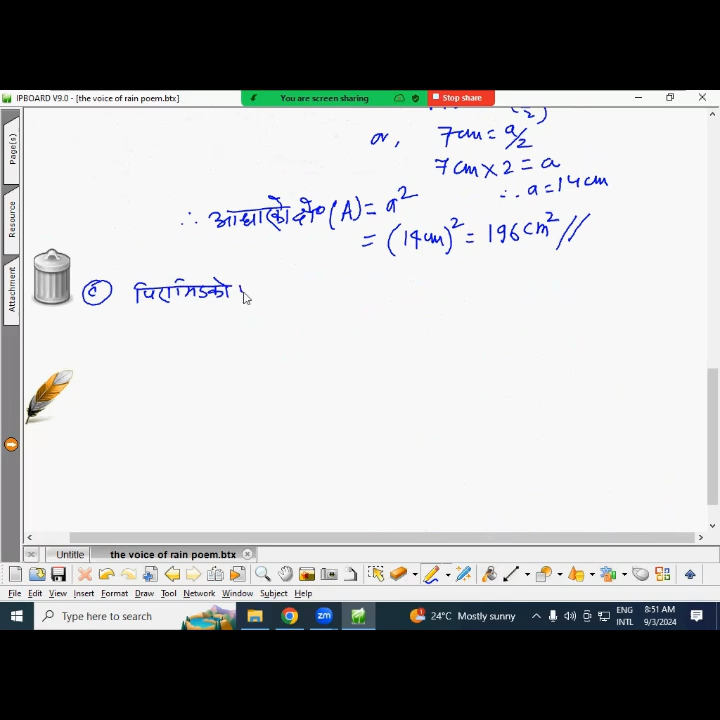 IPBOARD V9.0 - [the voice of rain poem.btx]
You are screen sharing
Stop share
or, 7cm = a/2
7cm × 2 = a
∴ a = 14cm
∴ आधारको क्षे० (A) = a²
= (14cm)² = 196cm² //
पिरामिडको
Page(s)
Resource
Attachment
Untitle
the voice of rain poem.btx
File Edit View Insert Format Draw Tool Network Window Subject Help
Type here to search
zm
24°C Mostly sunny
ENG
INTL
8:51 AM
9/3/2024